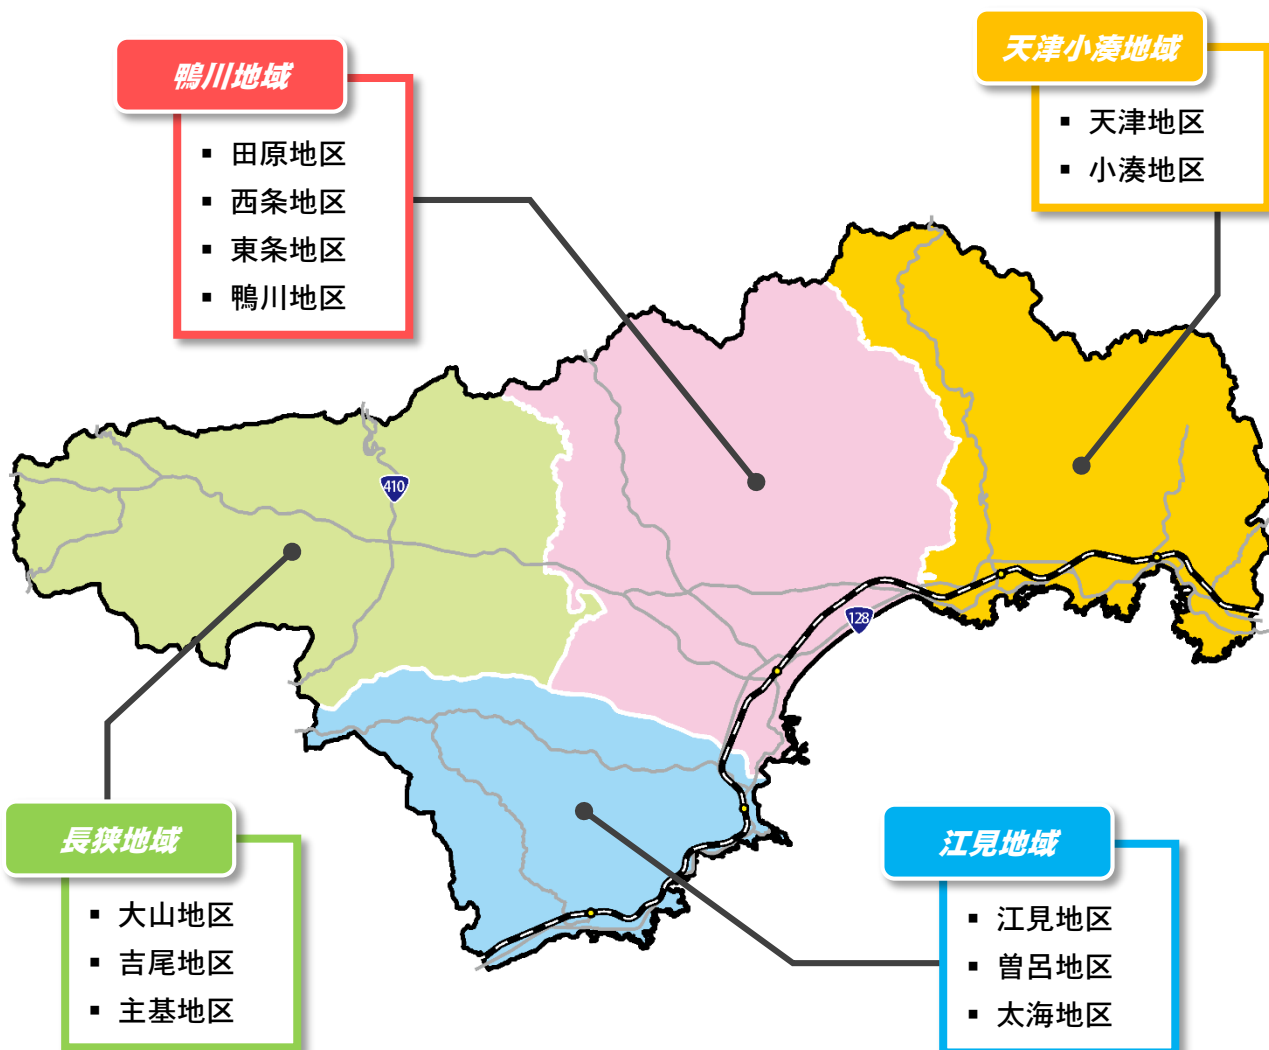 鴨川地域
田原地区
西条地区
東条地区
鴨川地区
天津小湊地域
天津地区
小湊地区
410
128
長狭地域
大山地区
吉尾地区
主基地区
江見地域
江見地区
曽呂地区
太海地区